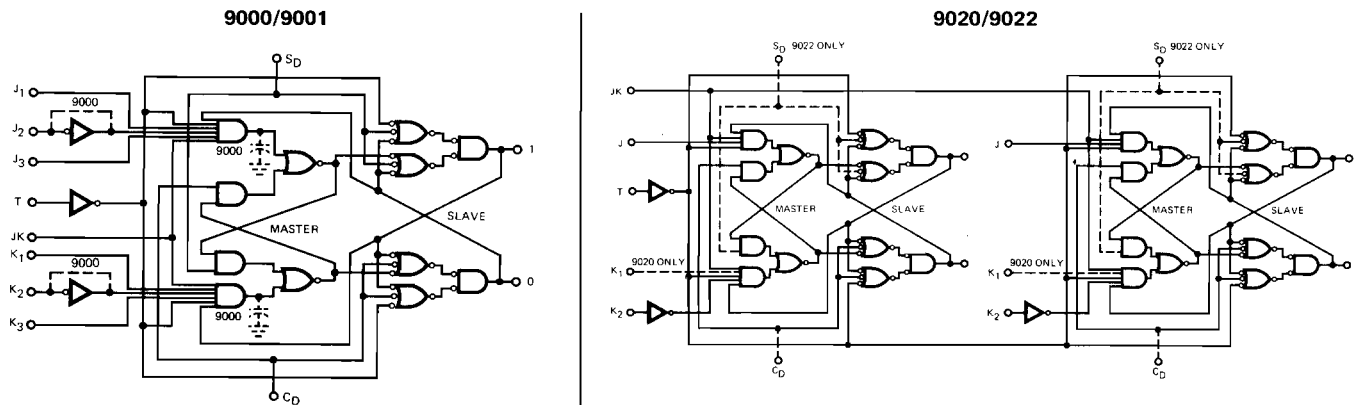 9000/9001
SD
J1
9000
J2
9000
J3
T
MASTER
SLAVE
JK
K1
9000
K2
9000
K3
1
0
CD
9020/9022
SD 9022 ONLY
JK
J
T
MASTER
SLAVE
9020 ONLY
K1
K2
CD
SD 9022 ONLY
J
MASTER
SLAVE
9020 ONLY
K1
K2
CD